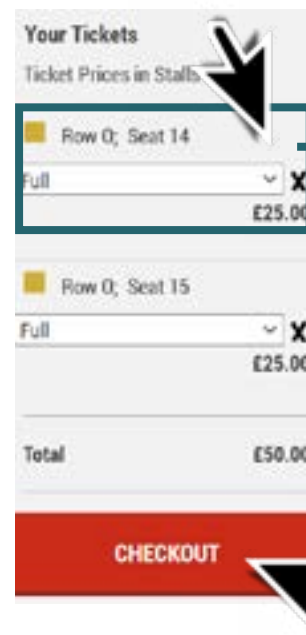 Your Tickets
Ticket Prices in Stalls
Row O; Seat 14
Full
X
£25.00
Row O; Seat 15
Full
X
£25.00
Total £50.00
CHECKOUT